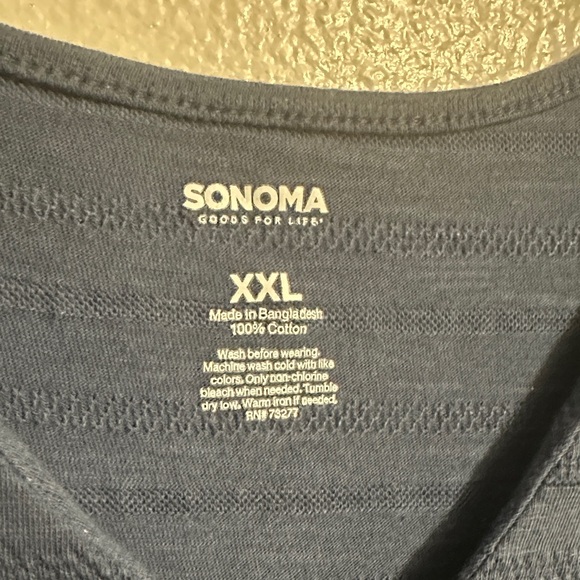 SONOMA
GOODS FOR LIFE
XXL
Made in Bangladesh
100% Cotton
Wash before wearing.
Machine wash cold with like
colors. Only non-chlorine
bleach when needed. Tumble
dry low. Warm iron if needed.
RN# 73277